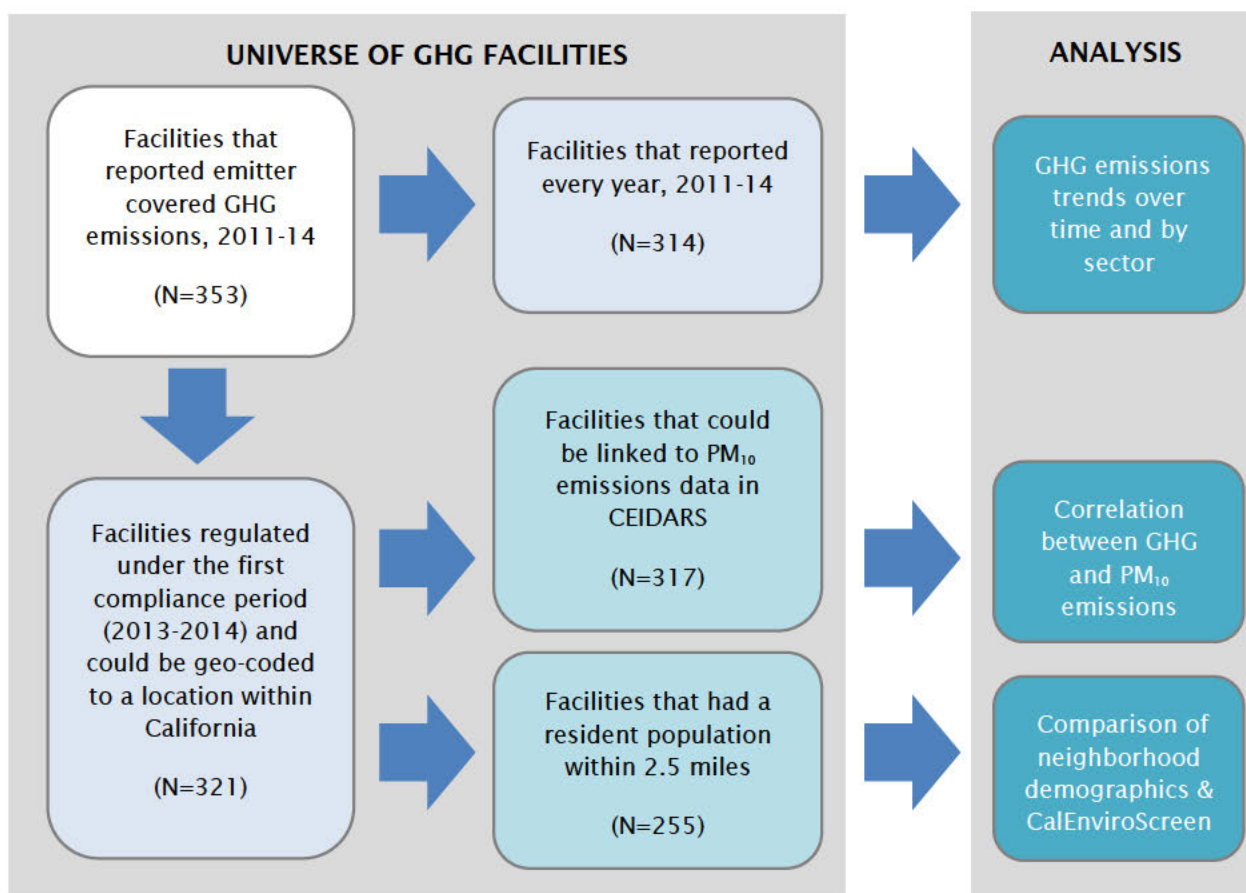 UNIVERSE OF GHG FACILITIES
Facilities that
reported emitter
covered GHG
emissions, 2011-14
(N=353)
Facilities that reported
every year, 2011-14
(N=314)
Facilities regulated
under the first
compliance period
(2013-2014) and
could be geo-coded
to a location within
California
(N=321)
Facilities that could
be linked to PM₁₀
emissions data in
CEIDARS
(N=317)
Facilities that had a
resident population
within 2.5 miles
(N=255)
ANALYSIS
GHG emissions
trends over
time and by
sector
Correlation
between GHG
and PM₁₀
emissions
Comparison of
neighborhood
demographics &
CalEnviroScreen